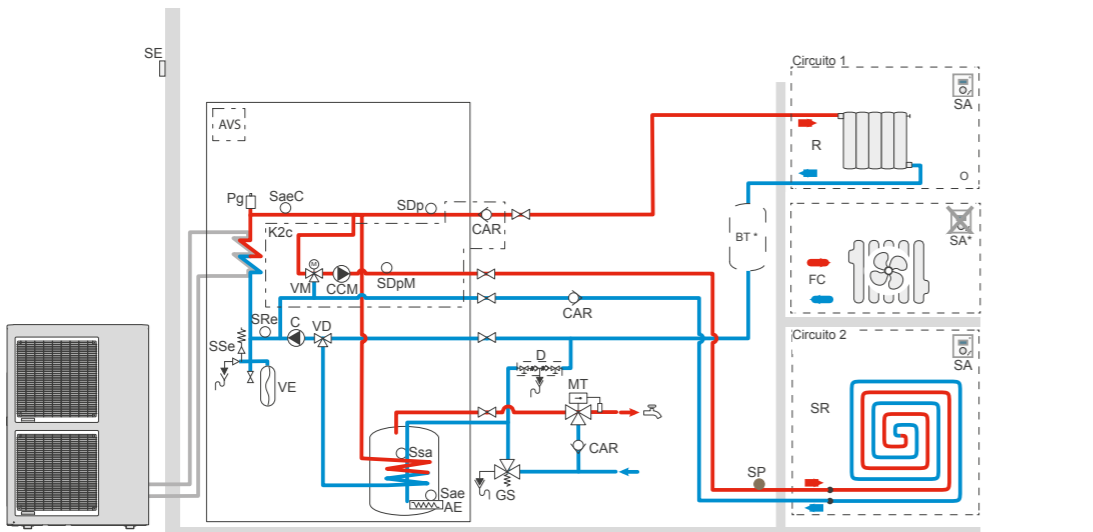 SE
Circuito 1
SA
AVS
R
O
Pg
SaeC
SDp
CAR
K2c
BT *
SA*
M
VM
CCM
SDpM
FC
CAR
SRe
C
VD
Circuito 2
SSe
D
SA
VE
MT
SR
CAR
Ssa
SP
Sae
AE
GS